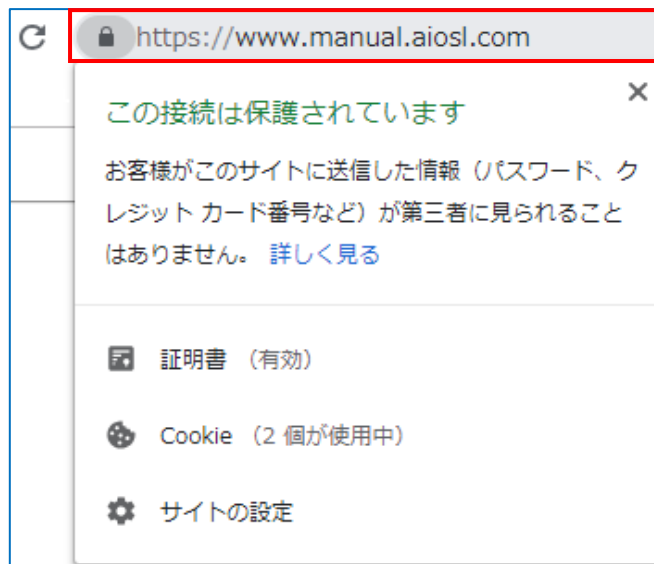 https://www.manual.aiosl.com
この接続は保護されています
お客様がこのサイトに送信した情報（パスワード、ク
レジット カード番号など）が第三者に見られること
はありません。 詳しく見る
証明書 （有効）
Cookie （2 個が使用中）
サイトの設定